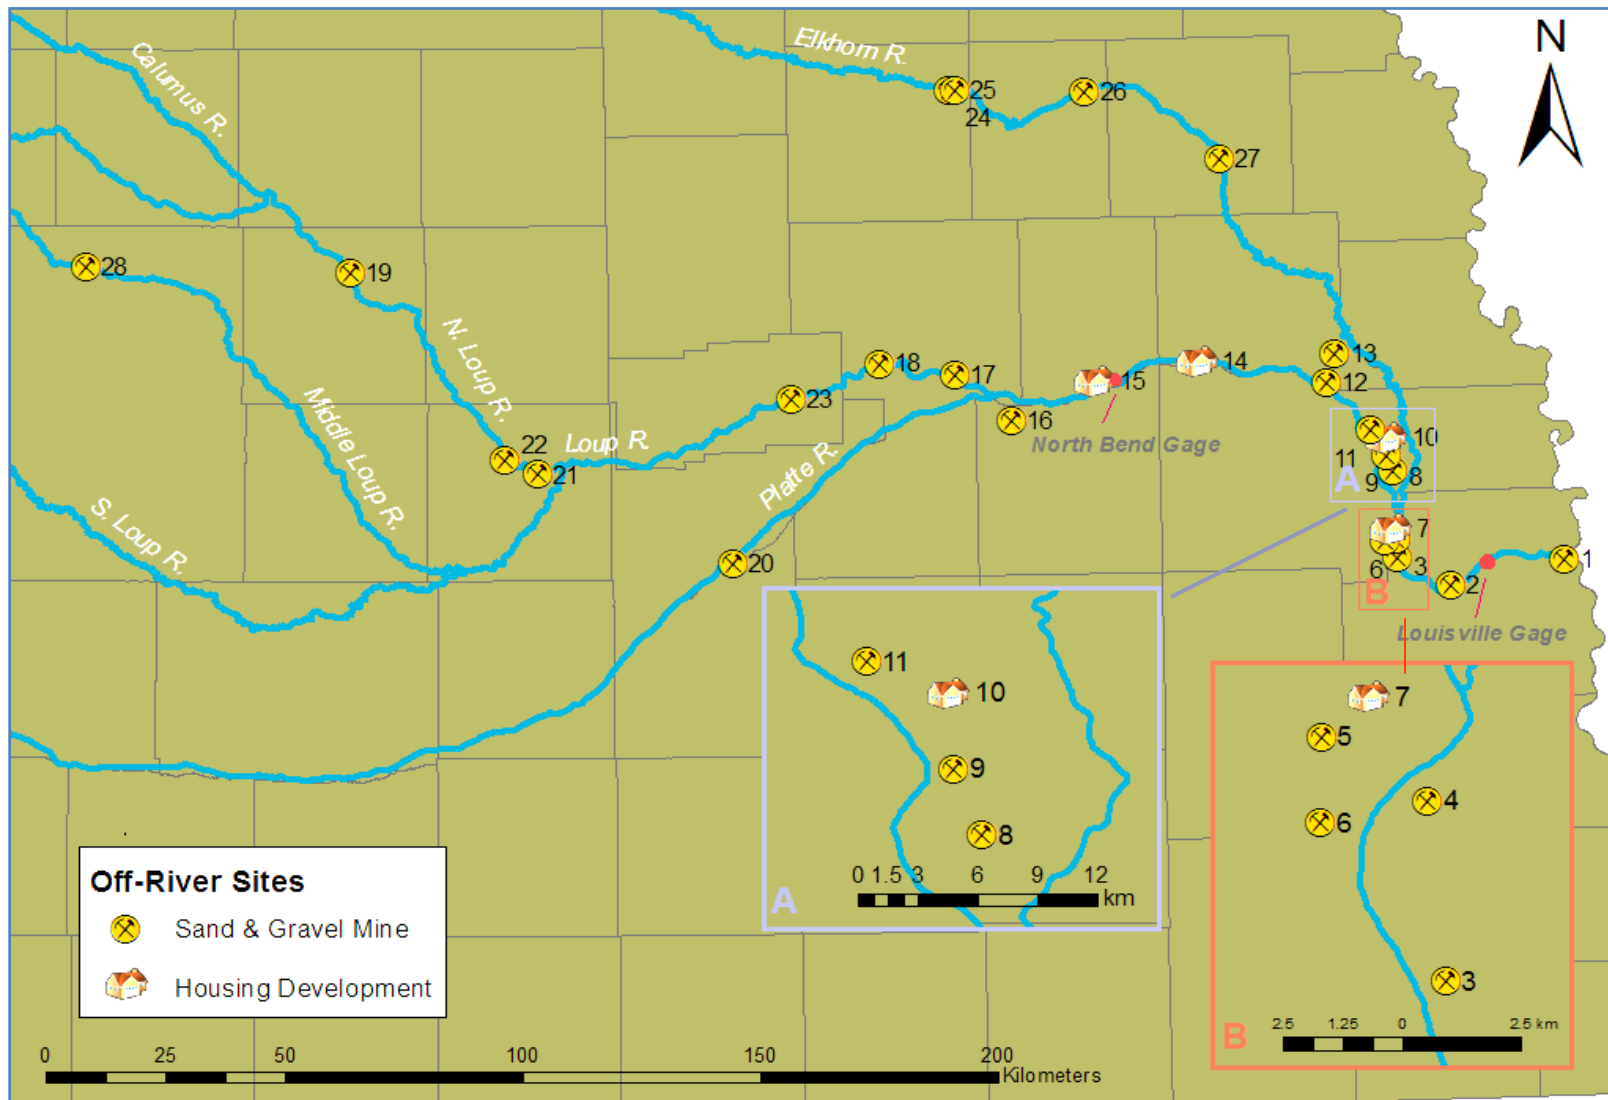 Elkhorn R.
N
Calumus R.
25
24
26
27
28
19
N. Loup R.
18
17
15
14
13
12
23
16
North Bend Gage
10
11
9
8
A
Middle Loup R.
22
21
Loup R.
Platte R.
S. Loup R.
20
7
6
3
B
2
1
Louisville Gage
11
10
9
8
0 1.5 3 6 9 12
km
A
7
5
4
6
3
2.5 1.25 0 2.5 km
B
Off-River Sites
Sand & Gravel Mine
Housing Development
0 25 50 100 150 200
Kilometers